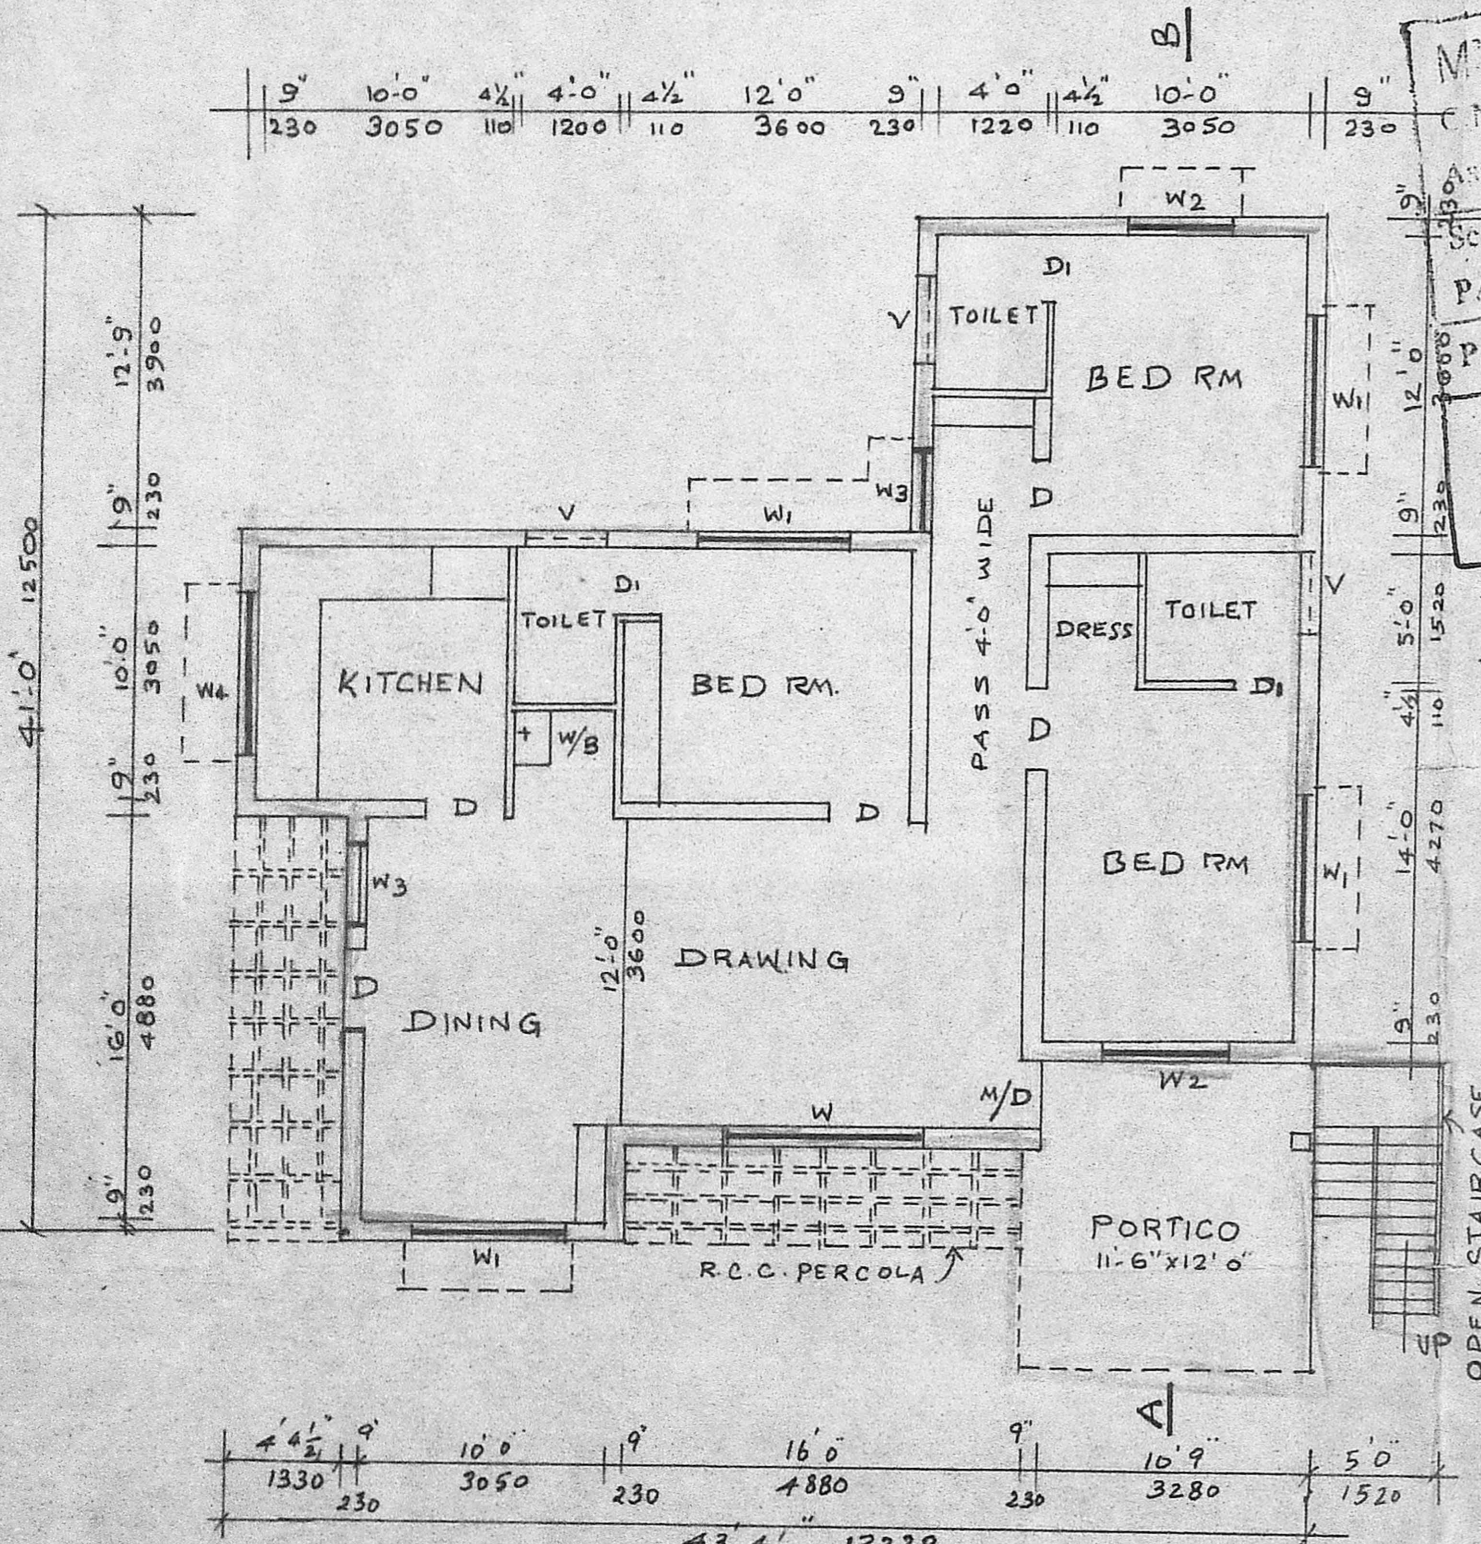 B
9" 10'-0" 4½" 4'-0" 4½" 12'0" 9" 4'0" 4½" 10'-0" 9"
230 3050 110 1200 110 3600 230 1220 110 3050 230
W2
9"
230
D1
TOILET
V
BED RM
W1
12'0"
3600
12'-9"
3900
W3
D
9"
230
V
W1
9"
230
41'-0" 12500
PASS 4'-0" WIDE
D1
TOILET
V
TOILET
DRESS
5'-0"
1520
10'.0"
3050
W4
KITCHEN
BED RM.
D1
4½"
110
+ W/B
D
9"
230
D
D
W3
BED RM
W1
14'-0"
4270
12'-0"
3600
DRAWING
D
DINING
16'0"
4880
9"
230
W2
M/D
W
9"
230
PORTICO
11'-6"x12'0"
W1
R.C.C. PERCOLA
UP
OPEN STAIRCASE
A
4'4½" 9" 10'0" 9" 16'0" 9" 10'9" 5'0"
1330 230 3050 230 4880 230 3280 1520